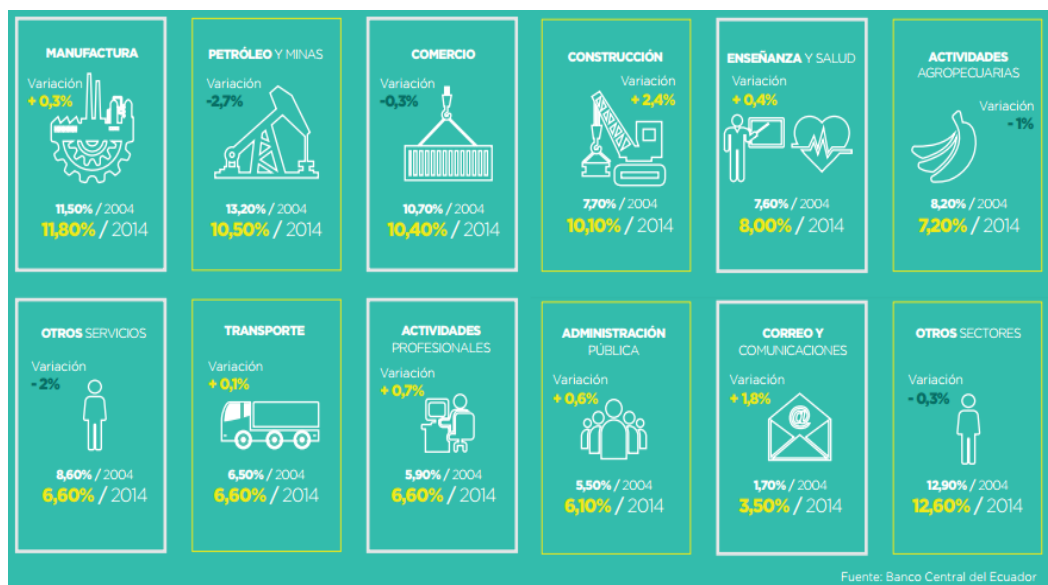 MANUFACTURA
Variación
+ 0,3%
11,50% / 2004
11,80% / 2014
PETRÓLEO Y MINAS
Variación
-2,7%
13,20% / 2004
10,50% / 2014
COMERCIO
Variación
-0,3%
10,70% / 2004
10,40% / 2014
CONSTRUCCIÓN
Variación
+ 2,4%
7,70% / 2004
10,10% / 2014
ENSEÑANZA Y SALUD
Variación
+ 0,4%
7,60% / 2004
8,00% / 2014
ACTIVIDADES
AGROPECUARIAS
Variación
- 1%
8,20% / 2004
7,20% / 2014
OTROS SERVICIOS
Variación
- 2%
8,60% / 2004
6,60% / 2014
TRANSPORTE
Variación
+ 0,1%
6,50% / 2004
6,60% / 2014
ACTIVIDADES
PROFESIONALES
Variación
+ 0,7%
5,90% / 2004
6,60% / 2014
ADMINISTRACIÓN
PÚBLICA
Variación
+ 0,6%
5,50% / 2004
6,10% / 2014
CORREO Y
COMUNICACIONES
Variación
+ 1,8%
@
1,70% / 2004
3,50% / 2014
OTROS SECTORES
Variación
- 0,3%
12,90% / 2004
12,60% / 2014
Fuente: Banco Central del Ecuador